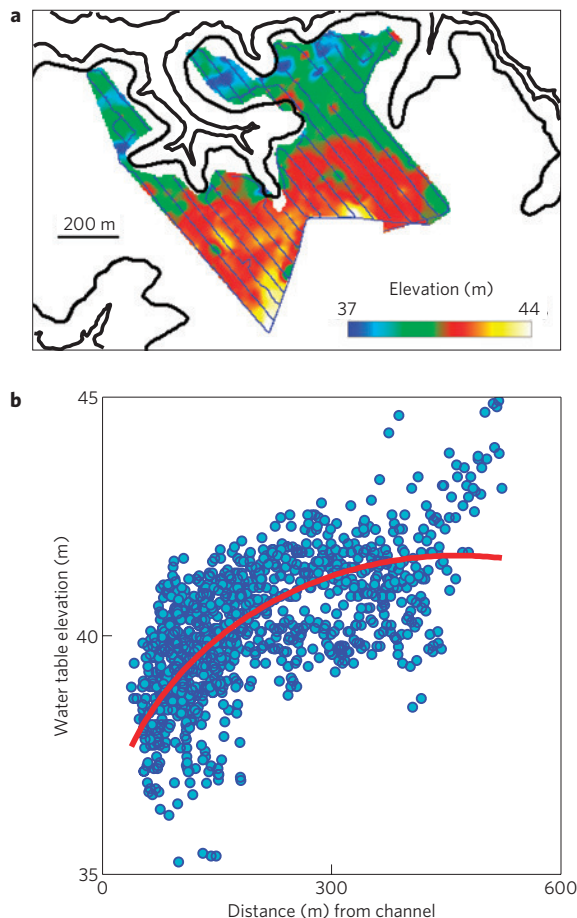 a
200 m
Elevation (m)
37 44
b
45
40
35
Water table elevation (m)
0 300 600
Distance (m) from channel